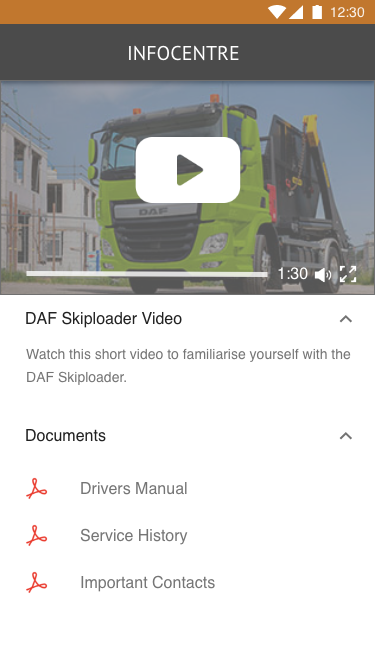 12:30
INFOCENTRE
DAF
1:30
DAF Skiploader Video
Watch this short video to familiarise yourself with the
DAF Skiploader.
Documents
Drivers Manual
Service History
Important Contacts